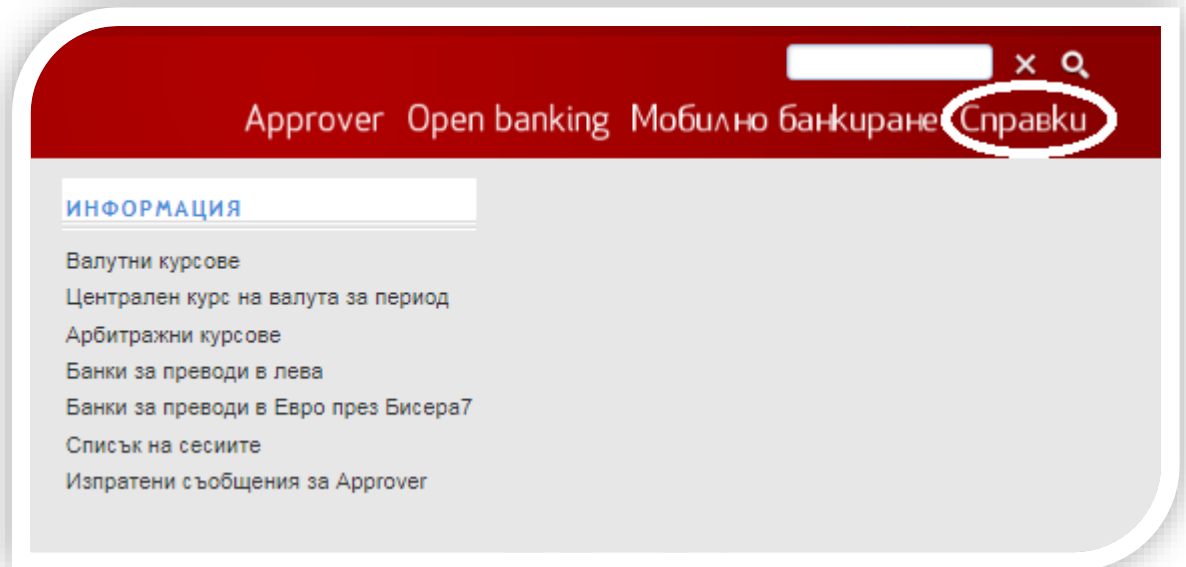 Approver Open banking Мобилно банкиране Справки
ИНФОРМАЦИЯ
Валутни курсове
Централен курс на валута за период
Арбитражни курсове
Банки за преводи в лева
Банки за преводи в Евро през Бисера7
Списък на сесиите
Изпратени съобщения за Approver